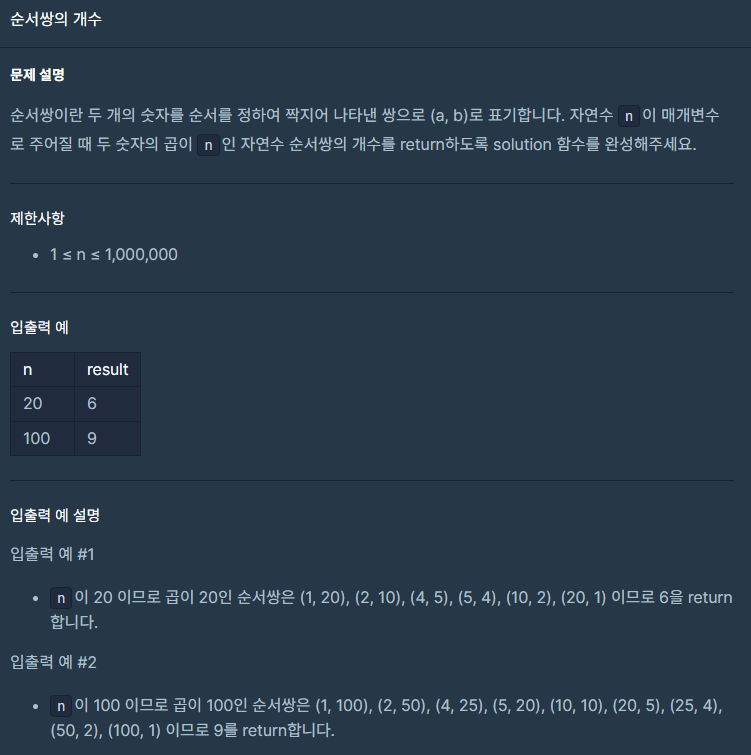 순서쌍의 개수
문제 설명
순서쌍이란 두 개의 숫자를 순서를 정하여 짝지어 나타낸 쌍으로 (a, b)로 표기합니다. 자연수 n이 매개변수
로 주어질 때 두 숫자의 곱이 n인 자연수 순서쌍의 개수를 return하도록 solution 함수를 완성해주세요.
제한사항
• 1 ≤ n ≤ 1,000,000
입출력 예
n result
20 6
100 9
입출력 예 설명
입출력 예 #1
• n이 20 이므로 곱이 20인 순서쌍은 (1, 20), (2, 10), (4, 5), (5, 4), (10, 2), (20, 1) 이므로 6을 return
합니다.
입출력 예 #2
• n이 100 이므로 곱이 100인 순서쌍은 (1, 100), (2, 50), (4, 25), (5, 20), (10, 10), (20, 5), (25, 4),
(50, 2), (100, 1) 이므로 9를 return합니다.